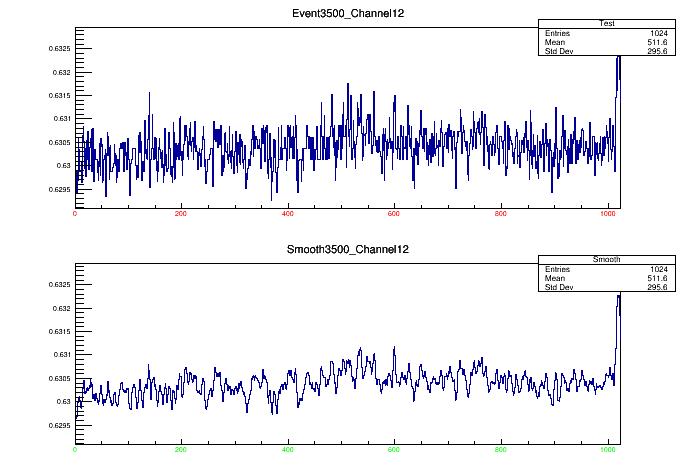 Event3500_Channel12
Test
Entries 1024
Mean 511.6
Std Dev 295.6
0.6325
0.632
0.6315
0.631
0.6305
0.63
0.6295
0 200 400 600 800 1000
Smooth3500_Channel12
Smooth
Entries 1024
Mean 511.6
Std Dev 295.6
0.6325
0.632
0.6315
0.631
0.6305
0.63
0.6295
0 200 400 600 800 1000